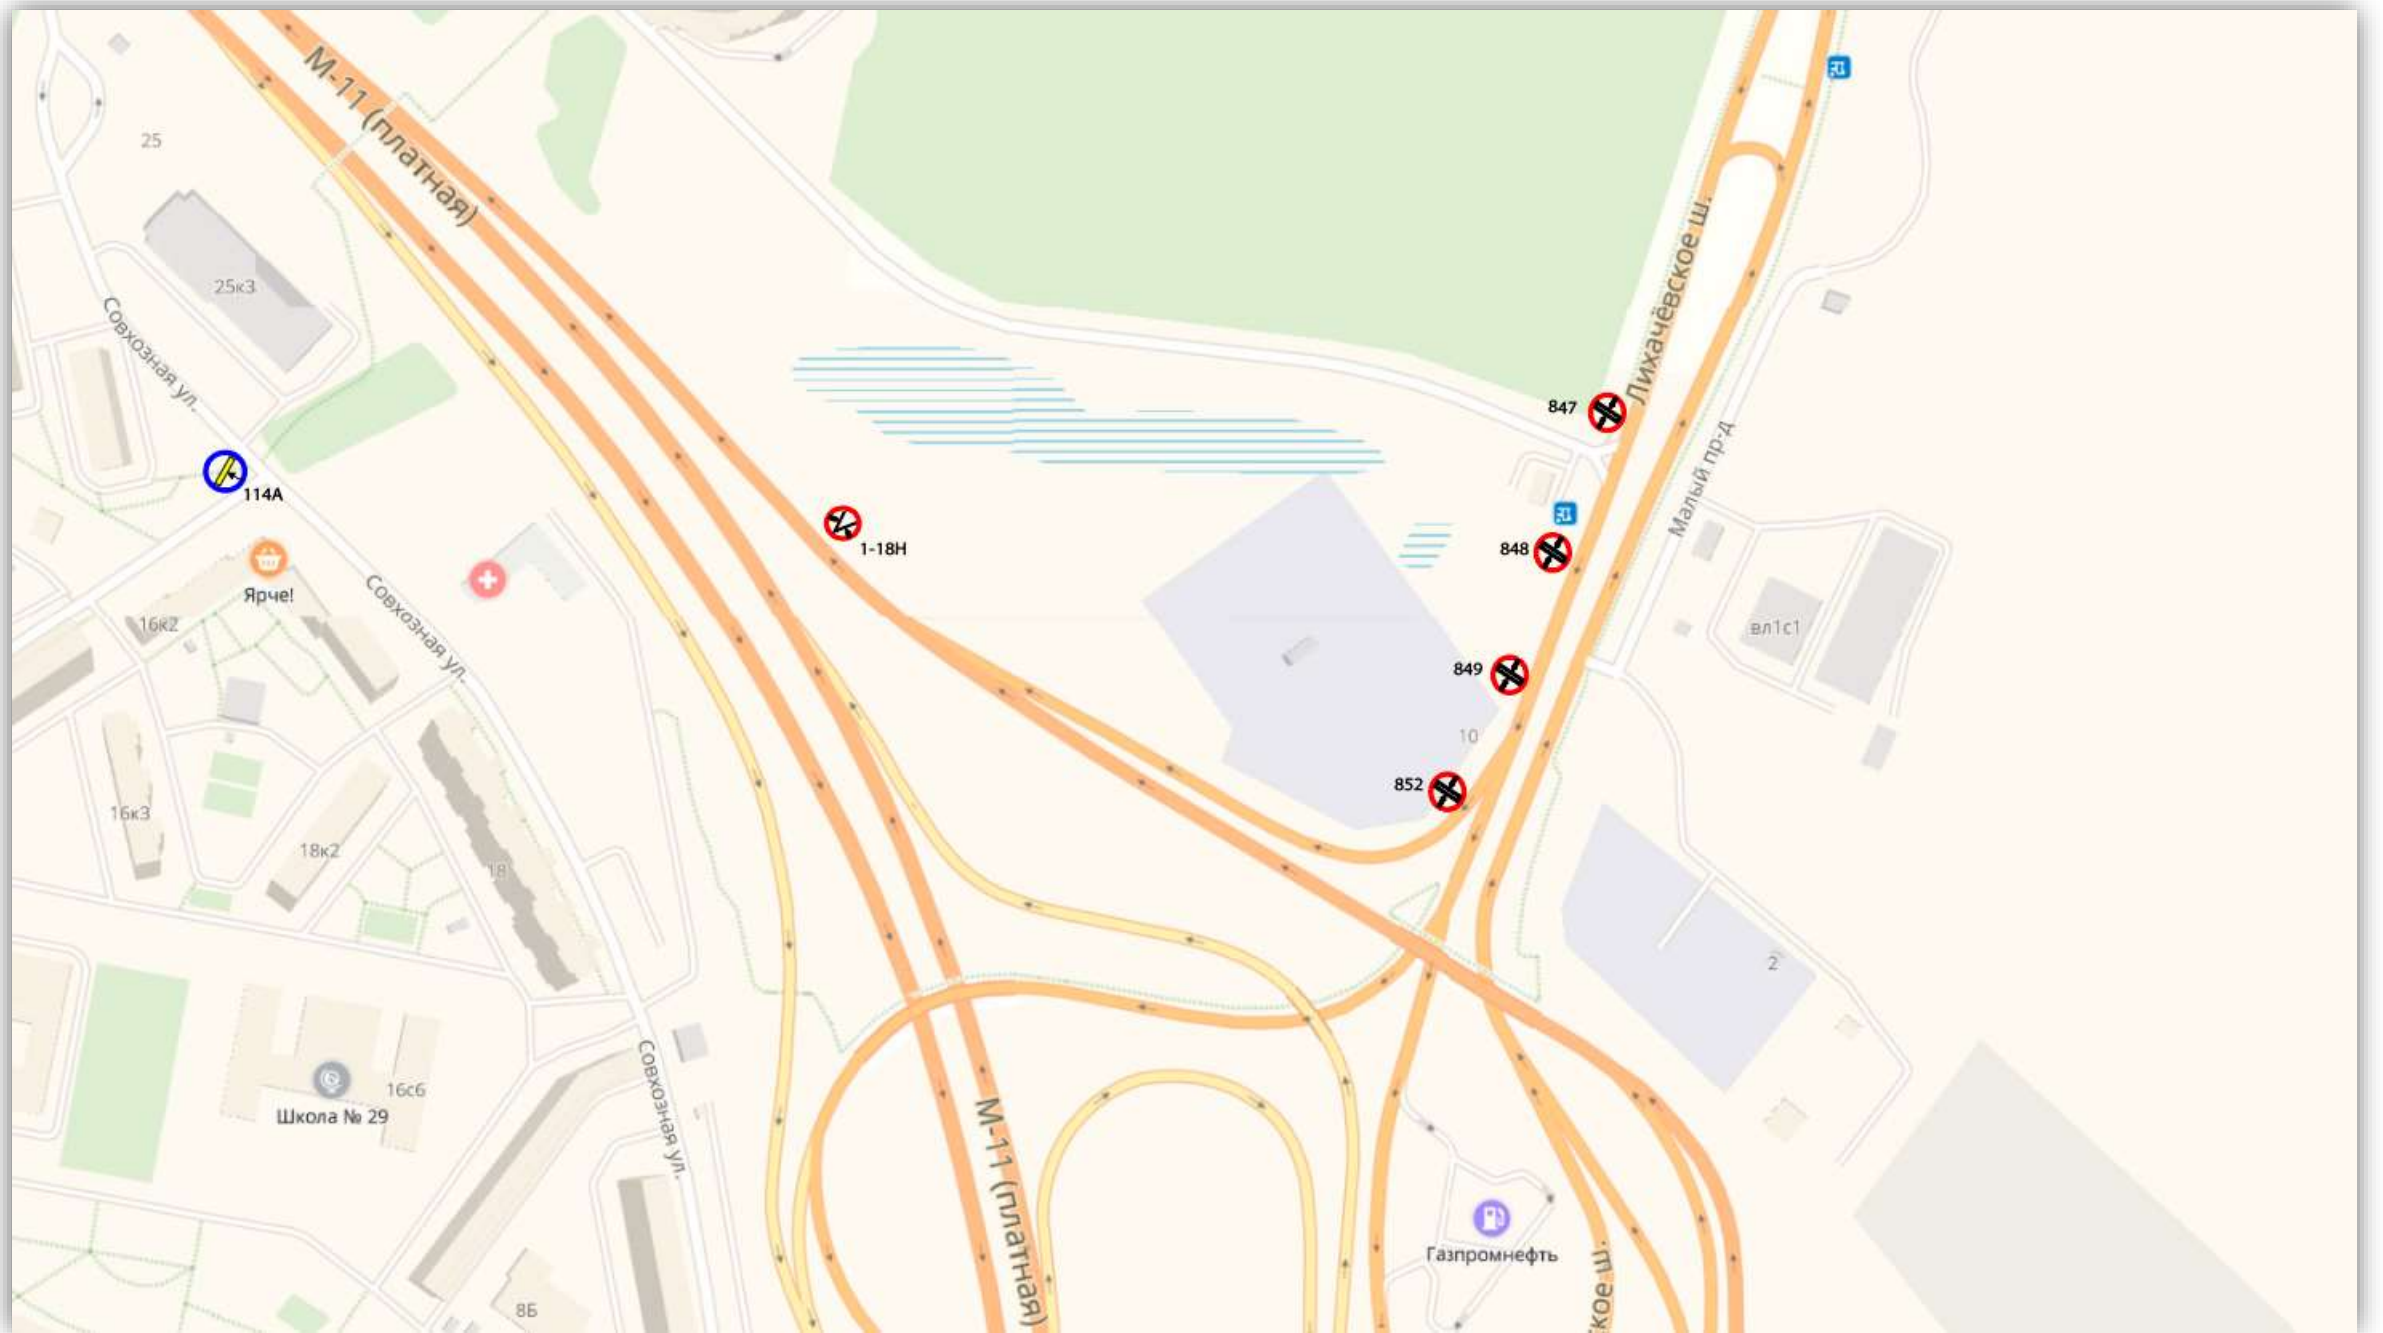 М-11 (платная)
25
25к3
Совхозная ул.
Лихачёвское ш.
847
Малый пр-д
114А
1-18Н
848
Ярче!
16к2
Совхозная ул.
вл1с1
849
10
852
16к3
18к2
18
2
Совхозная ул.
16с6
Школа № 29
М-11 (платная)
Газпромнефть
кое ш.
8Б